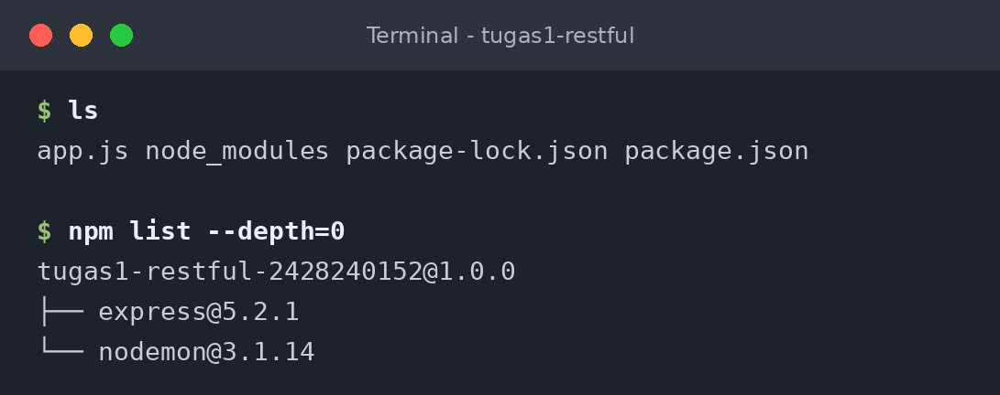 Terminal - tugas1-restful
$ ls
app.js node_modules package-lock.json package.json
$ npm list --depth=0
tugas1-restful-2428240152@1.0.0
├── express@5.2.1
└── nodemon@3.1.14